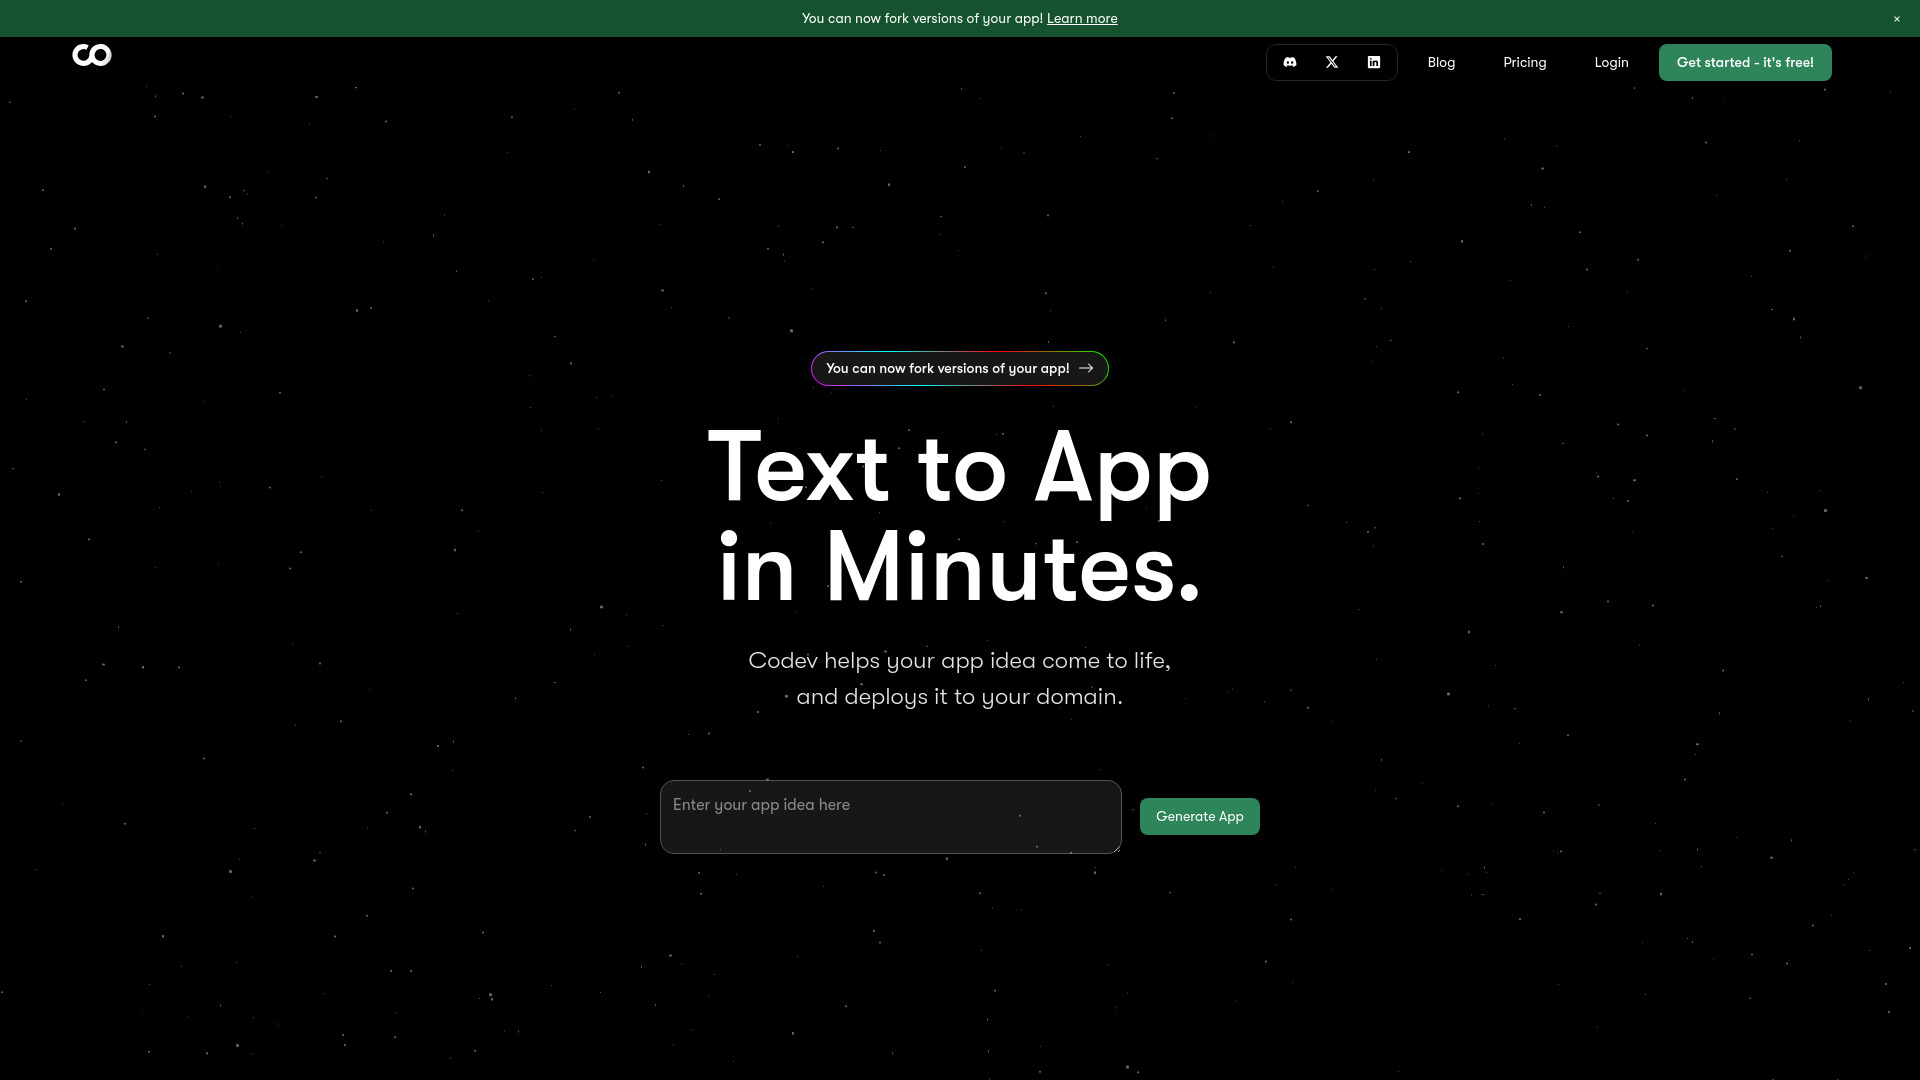 You can now fork versions of your app! Learn more
×
CO
Blog
Pricing
Login
Get started - it's free!
You can now fork versions of your app! →
Text to App
in Minutes.
Codev helps your app idea come to life,
and deploys it to your domain.
Enter your app idea here
Generate App